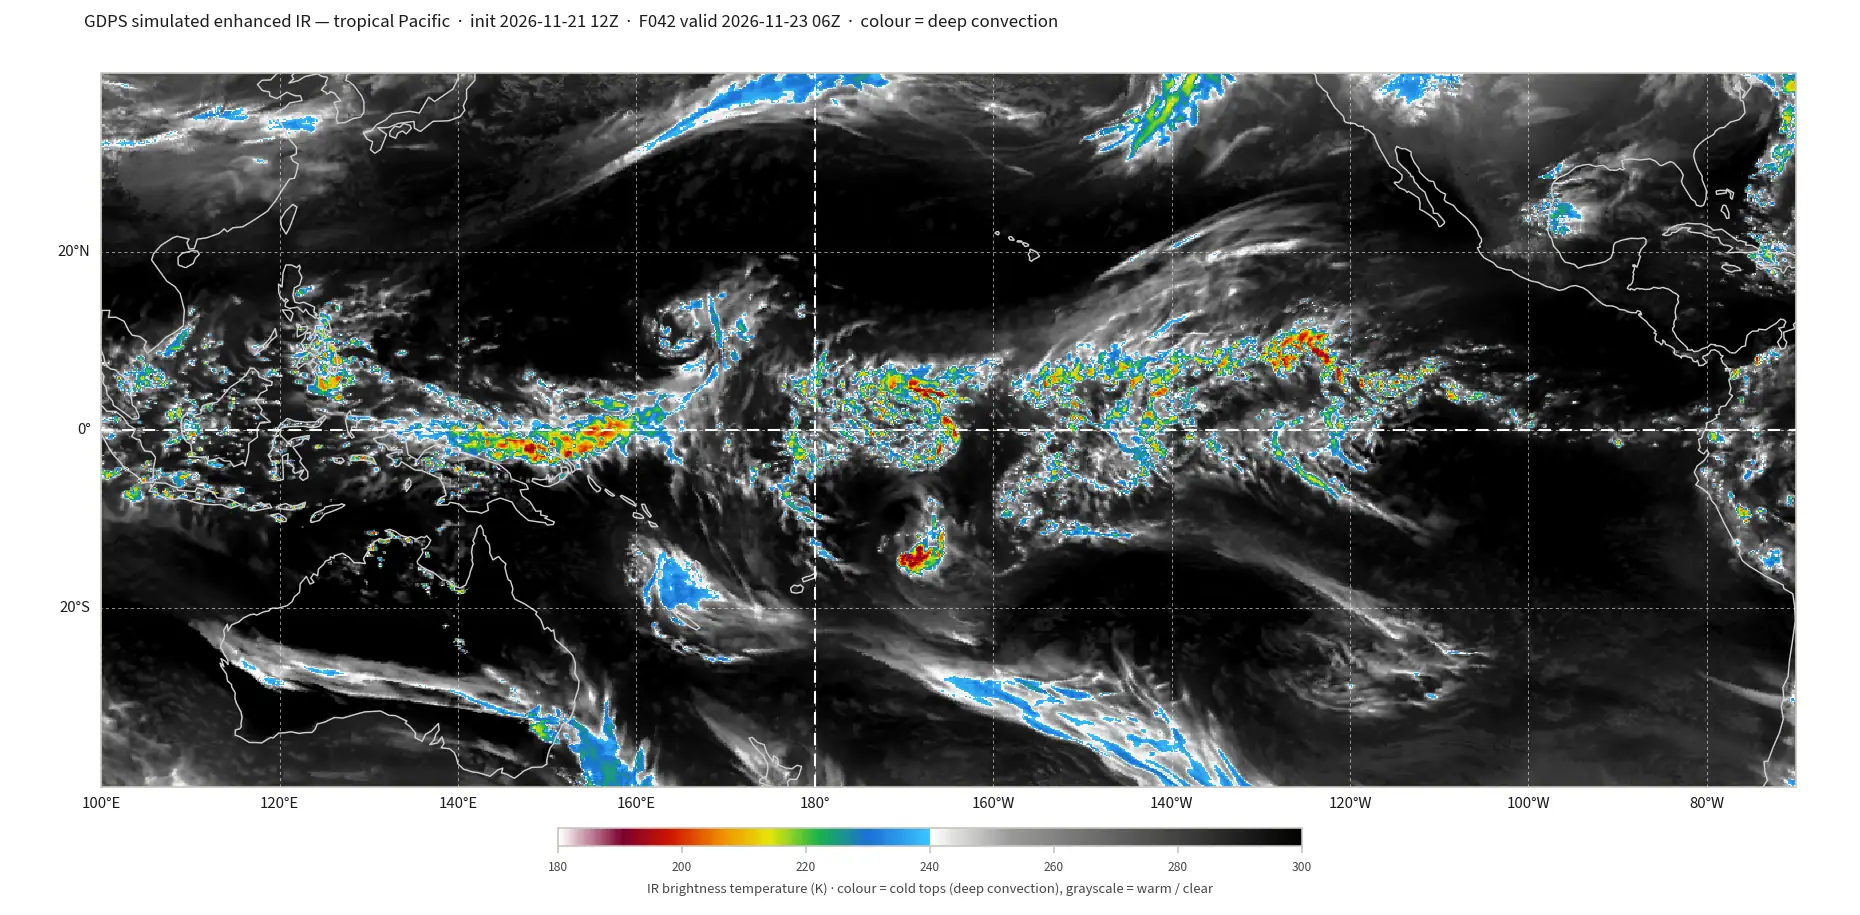 GDPS simulated enhanced IR — tropical Pacific · init 2026-11-21 12Z · F042 valid 2026-11-23 06Z · colour = deep convection
20°N
0°
20°S
100°E 120°E 140°E 160°E 180° 160°W 140°W 120°W 100°W 80°W
180 200 220 240 260 280 300
IR brightness temperature (K) · colour = cold tops (deep convection), grayscale = warm / clear